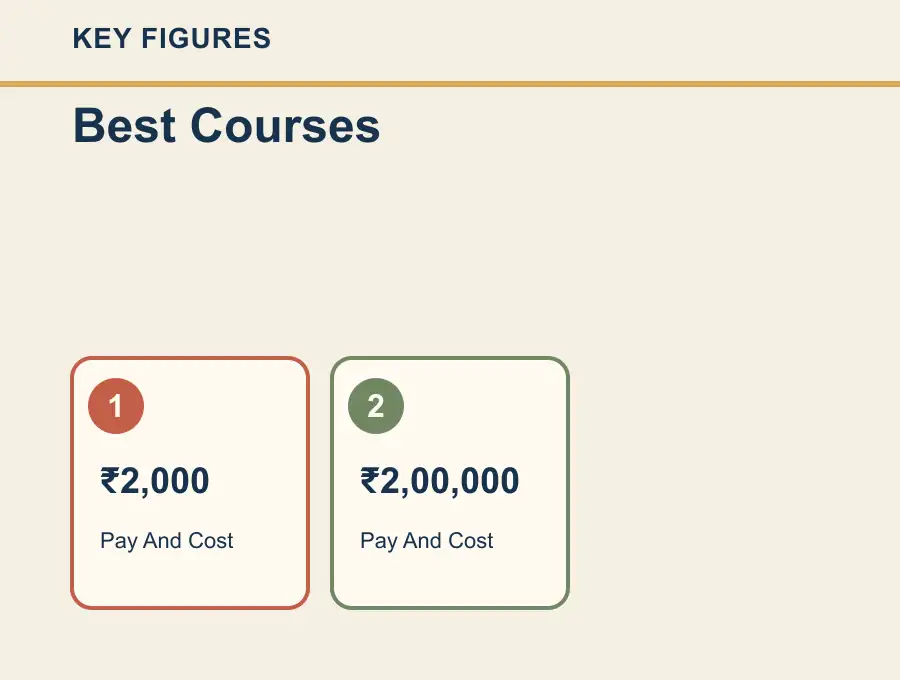 KEY FIGURES
Best Courses
1
2
₹2,000
₹2,00,000
Pay And Cost
Pay And Cost